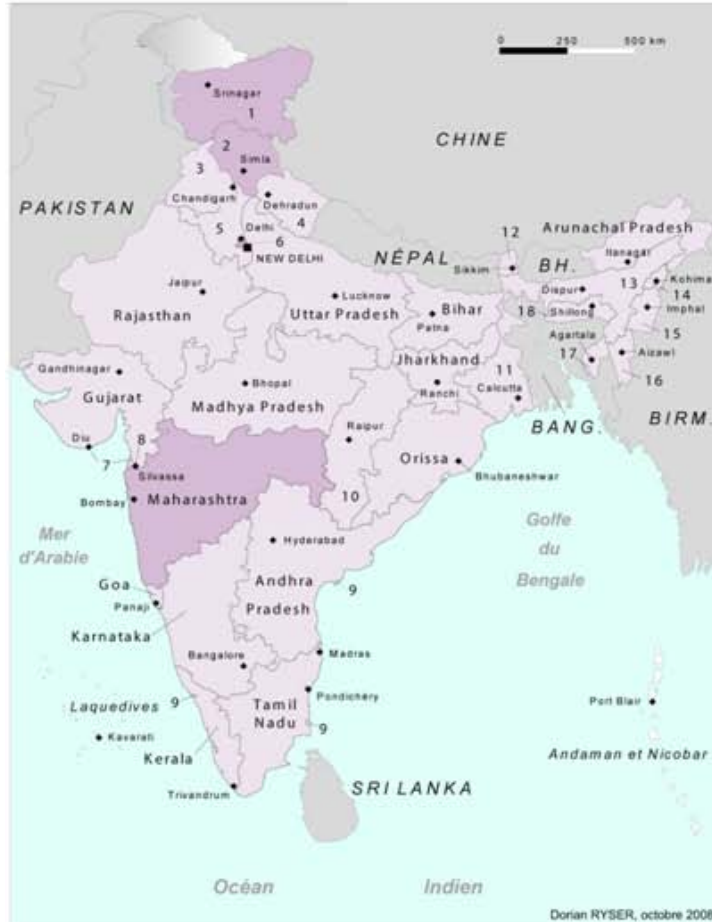 0 250 500 km
Srinagar
1
CHINE
2
Simla
3
Chandigarh
Dehradun
4
PAKISTAN
5
Delhi
6
NEW DELHI
NÉPAL
12
Arunachal Pradesh
Itanagar
Sikkim
BH.
Kohima
Dispur
13
14
Jaipur
Lucknow
Rajasthan
Uttar Pradesh
Bihar
Patna
18
Shillong
Imphal
15
Agartala
Jharkhand
Aizawl
17
16
Gandhinagar
Bhopal
Ranchi
11
Calcutta
Gujarat
Madhya Pradesh
BANG.
BIRM.
Diu
8
Raipur
7
Orissa
Silvassa
Bhubaneshwar
Bombay
Maharashtra
10
Mer
d'Arabie
Golfe
du
Bengale
Hyderabad
Goa
Andhra
Pradesh
9
Panaji
Karnataka
Bangalore
Madras
Laquedives
9
Pondichery
Tamil
Nadu
9
Port Blair
Kavarati
Kerala
Andaman et Nicobar
Trivandrum
SRI LANKA
Océan Indien
Dorian RYSER, octobre 2008